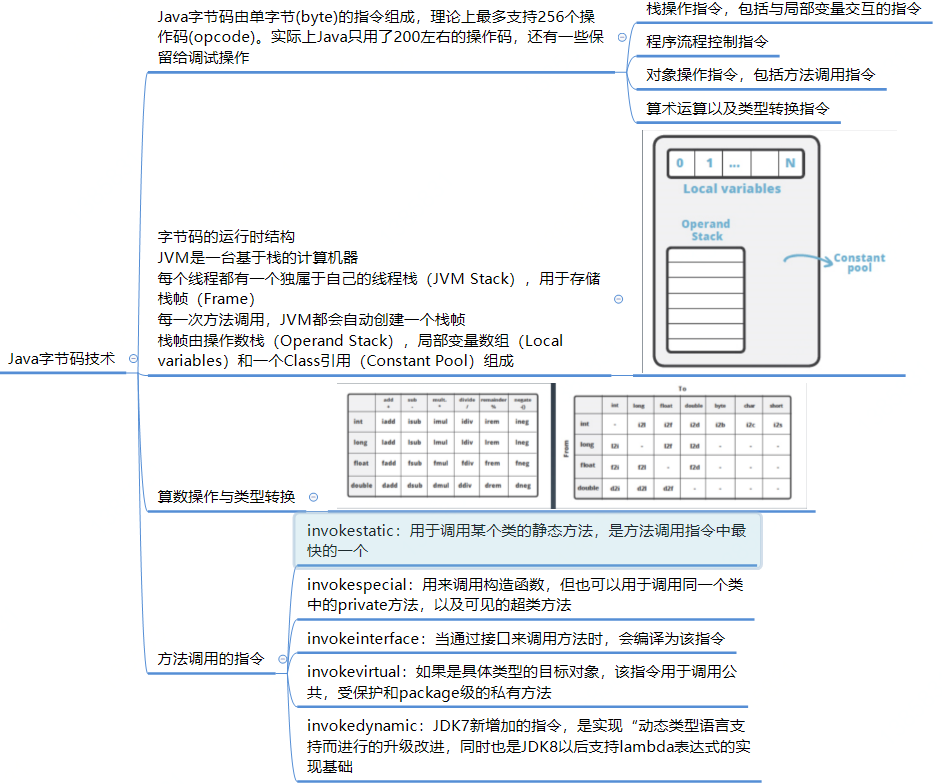 Java字节码技术
Java字节码由单字节(byte)的指令组成，理论上最多支持256个操
作码(opcode)。实际上Java只用了200左右的操作码，还有一些保
留给调试操作
栈操作指令，包括与局部变量交互的指令
程序流程控制指令
对象操作指令，包括方法调用指令
算术运算以及类型转换指令
字节码的运行时结构
JVM是一台基于栈的计算机器
每个线程都有一个独属于自己的线程栈（JVM Stack），用于存储
栈帧（Frame）
每一次方法调用，JVM都会自动创建一个栈帧
栈帧由操作数栈（Operand Stack），局部变量数组（Local
variables）和一个Class引用（Constant Pool）组成
0 1 ... N
Local variables
Operand
Stack
Constant
pool
算数操作与类型转换
add sub mult. divide remainder negate
+ - * / % -()
int iadd isub imul idiv irem ineg
long ladd lsub lmul ldiv lrem lneg
float fadd fsub fmul fdiv frem fneg
double dadd dsub dmul ddiv drem dneg
To
int long float double byte char short
From
int - i2l i2f i2d i2b i2c i2s
long l2i - l2f l2d - - -
float f2i f2l - f2d - - -
double d2i d2l d2f - - - -
方法调用的指令
invokestatic：用于调用某个类的静态方法，是方法调用指令中最
快的一个
invokespecial：用来调用构造函数，但也可以用于调用同一个类
中的private方法，以及可见的超类方法
invokeinterface：当通过接口来调用方法时，会编译为该指令
invokevirtual：如果是具体类型的目标对象，该指令用于调用公
共，受保护和package级的私有方法
invokedynamic：JDK7新增加的指令，是实现“动态类型语言支
持而进行的升级改进，同时也是JDK8以后支持lambda表达式的实
现基础